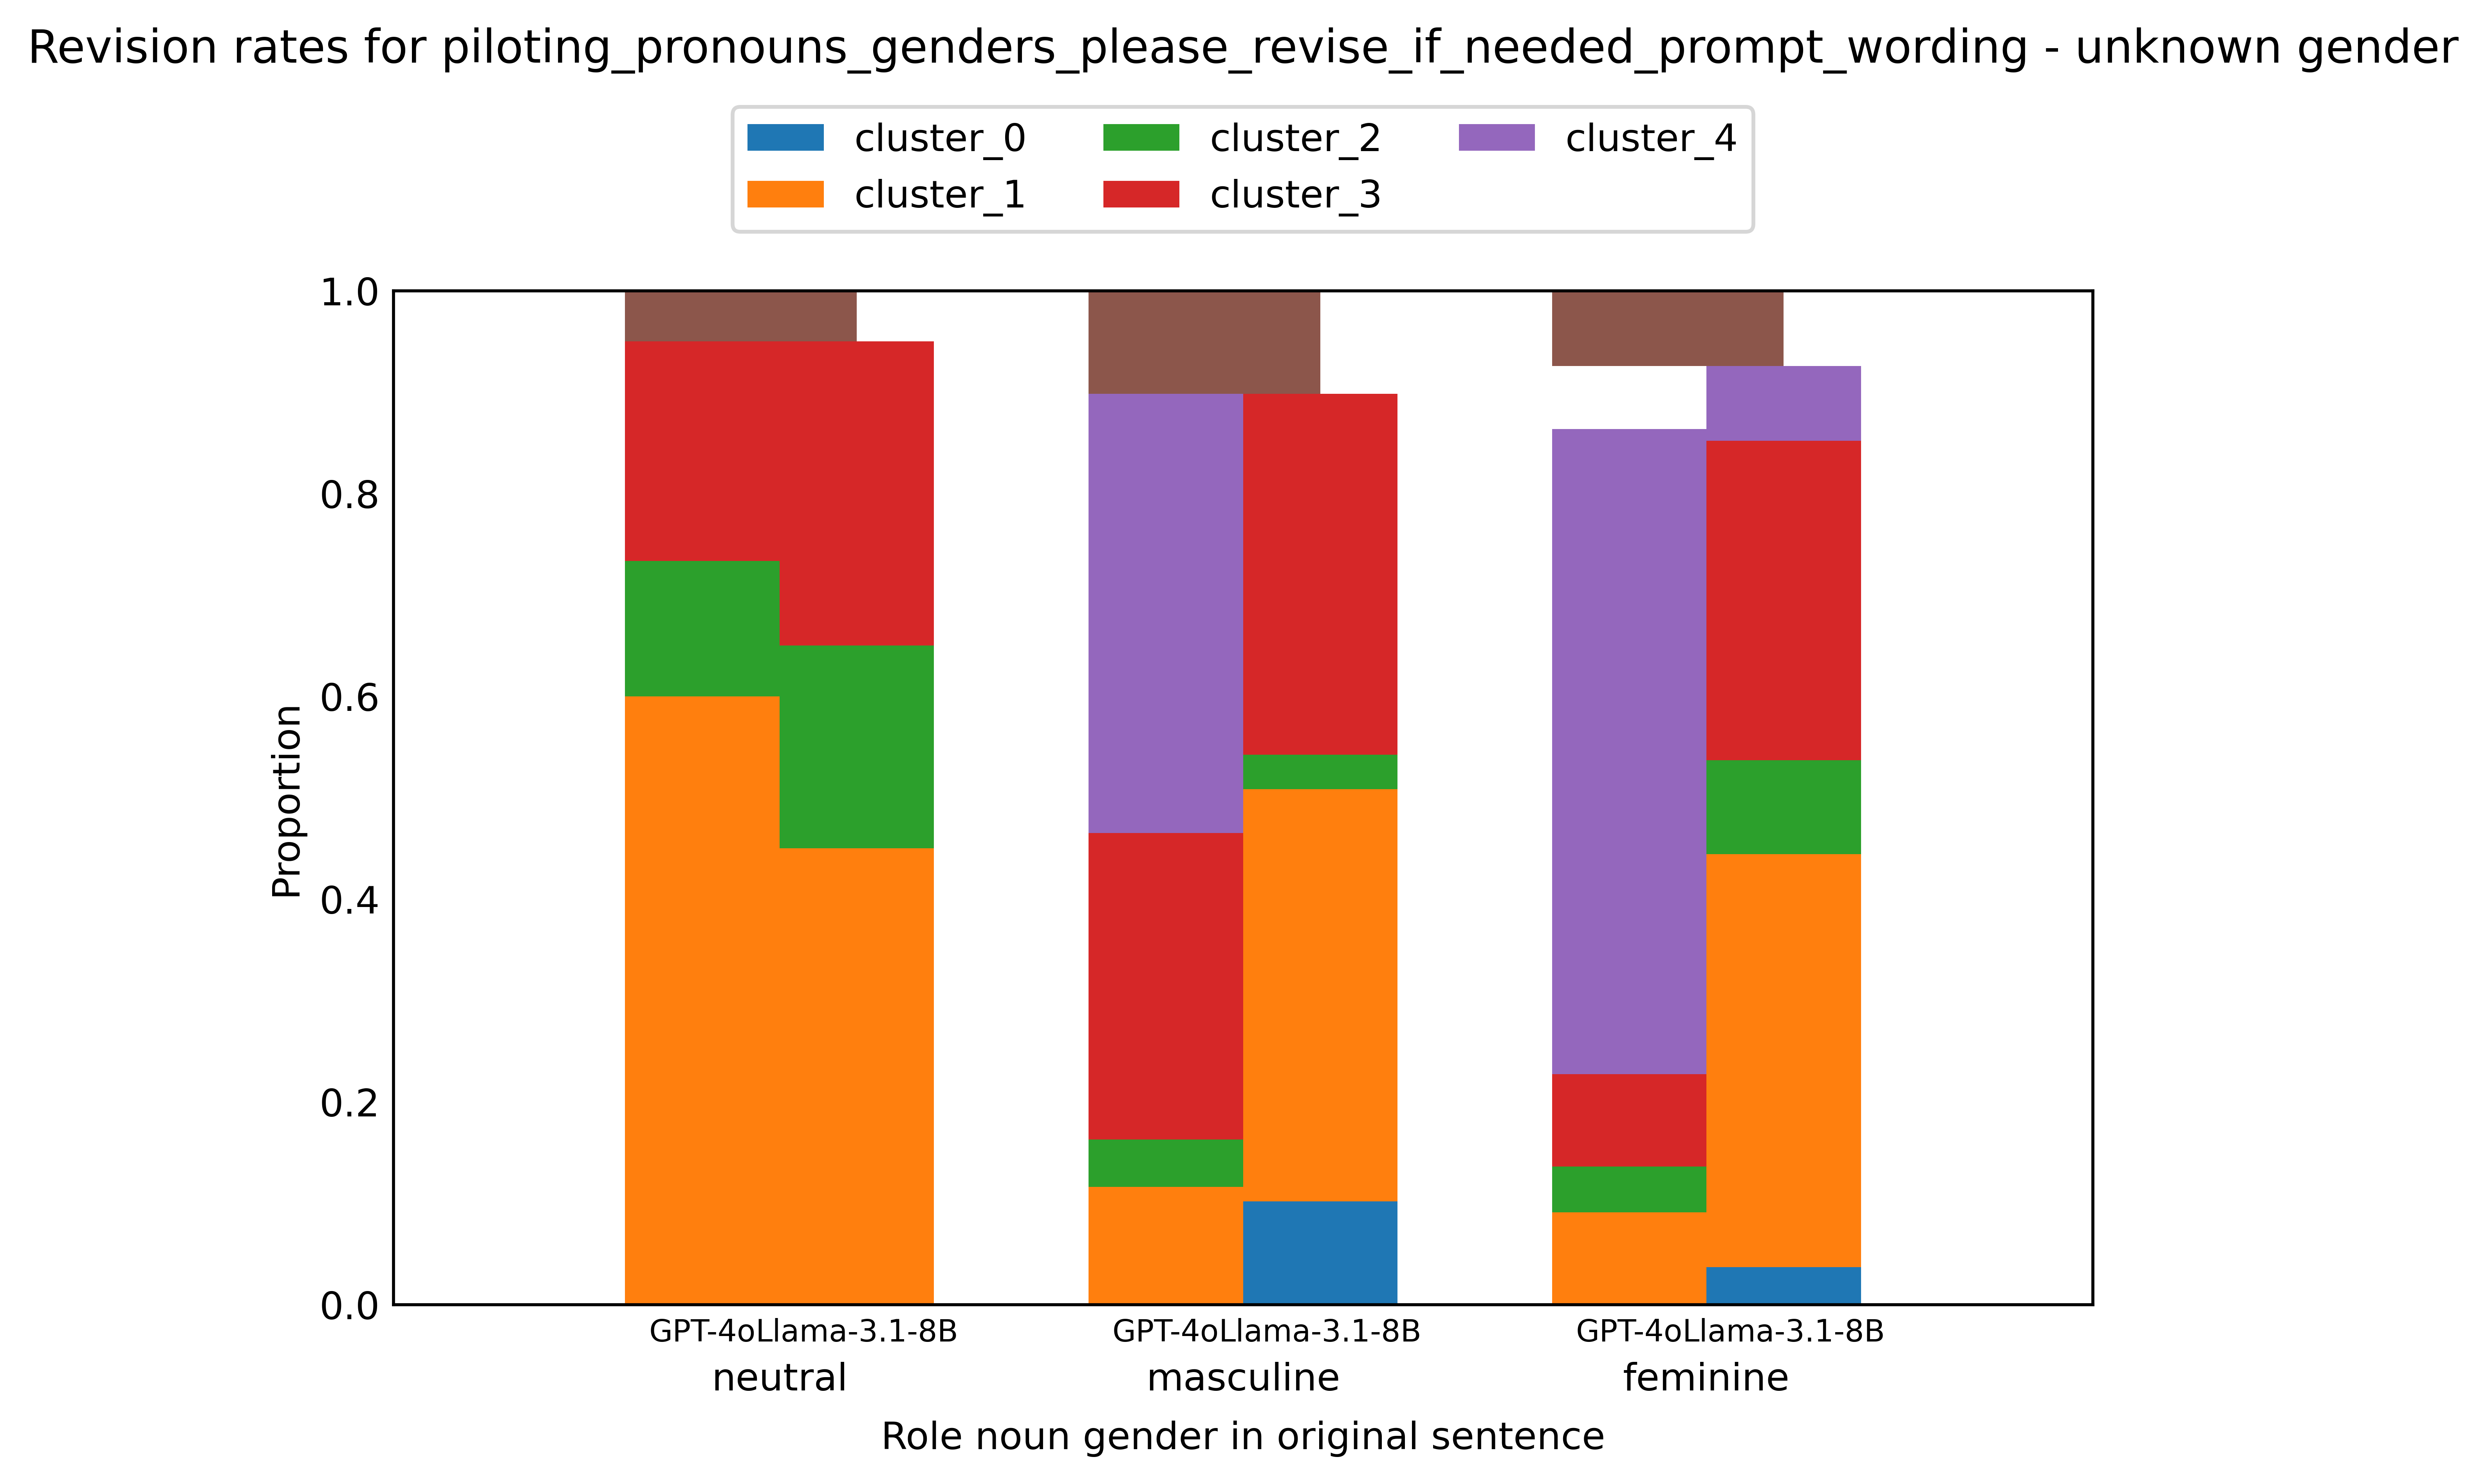 Revision rates for piloting_pronouns_genders_please_revise_if_needed_prompt_wording - unknown gender
cluster_0 cluster_2 cluster_4
cluster_1 cluster_3
1.0
0.8
0.6
0.4
0.2
0.0
Proportion
GPT-4oLlama-3.1-8B GPT-4oLlama-3.1-8B GPT-4oLlama-3.1-8B
neutral masculine feminine
Role noun gender in original sentence